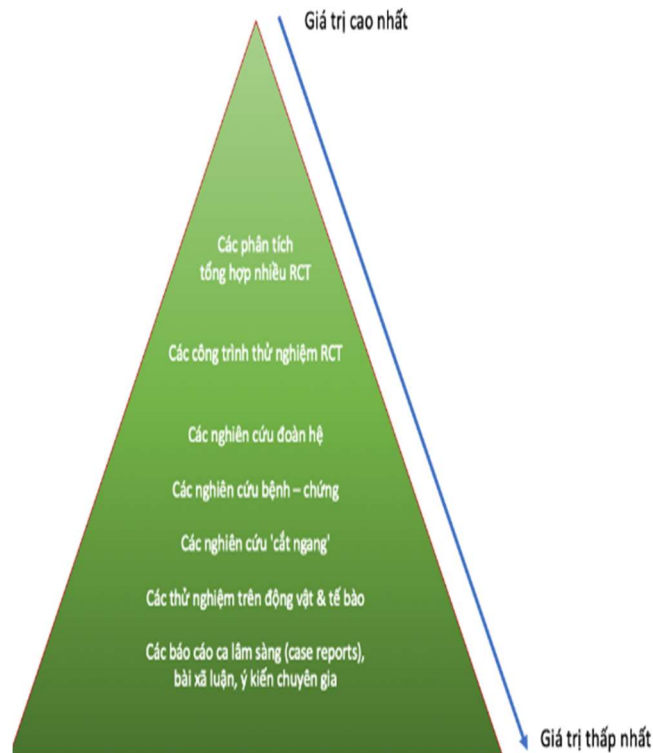 Giá trị cao nhất
Các phân tích
tổng hợp nhiều RCT
Các công trình thử nghiệm RCT
Các nghiên cứu đoàn hệ
Các nghiên cứu bệnh – chứng
Các nghiên cứu 'cắt ngang'
Các thử nghiệm trên động vật & tế bào
Các báo cáo ca lâm sàng (case reports),
bài xã luận, ý kiến chuyên gia
Giá trị thấp nhất